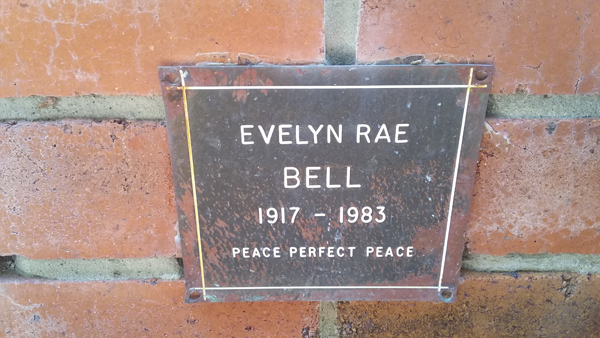 EVELYN RAE
BELL
1917 - 1983
PEACE PERFECT PEACE